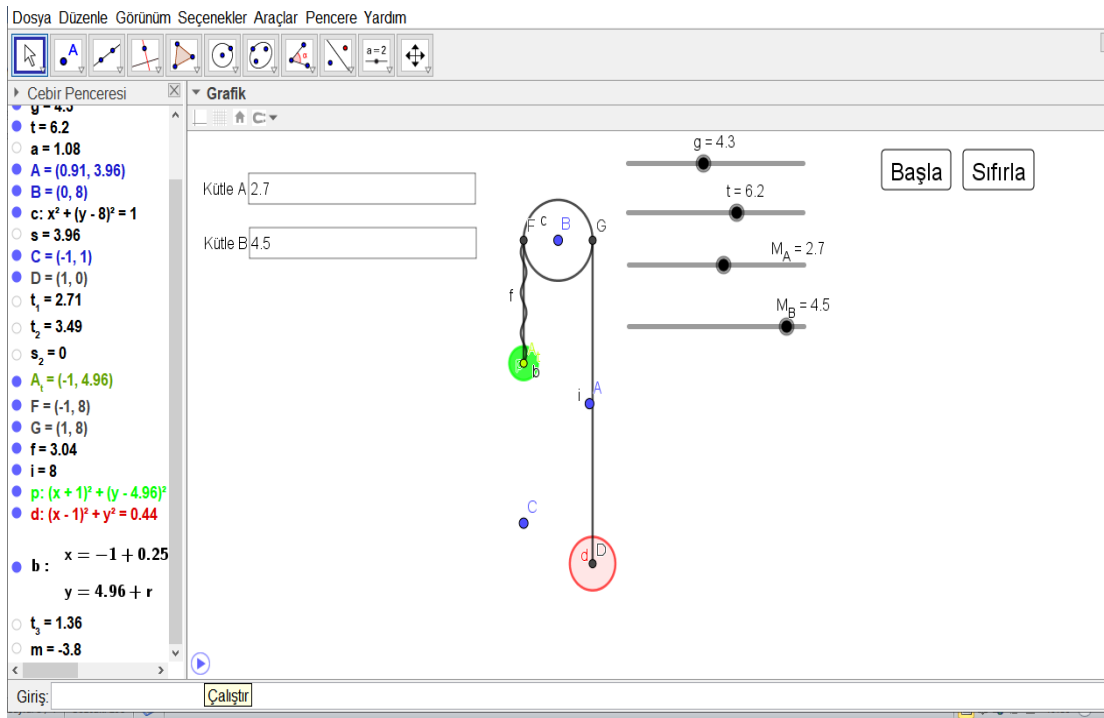 Dosya Düzenle Görünüm Seçenekler Araçlar Pencere Yardım
A
α
a=2
Cebir Penceresi
Grafik
g = 4.3
t = 6.2
a = 1.08
A = (0.91, 3.96)
B = (0, 8)
c: x² + (y - 8)² = 1
s = 3.96
C = (-1, 1)
D = (1, 0)
t₁ = 2.71
t₂ = 3.49
s₂ = 0
Aₜ = (-1, 4.96)
F = (-1, 8)
G = (1, 8)
f = 3.04
i = 8
p: (x + 1)² + (y - 4.96)²
d: (x - 1)² + y² = 0.44
b : x = −1 + 0.25
y = 4.96 + r
t₃ = 1.36
m = -3.8
Kütle A 2.7
Kütle B 4.5
g = 4.3
t = 6.2
M_A = 2.7
M_B = 4.5
Başla Sıfırla
F c B G
f
b
i A
C
d D
Giriş:
Çalıştır